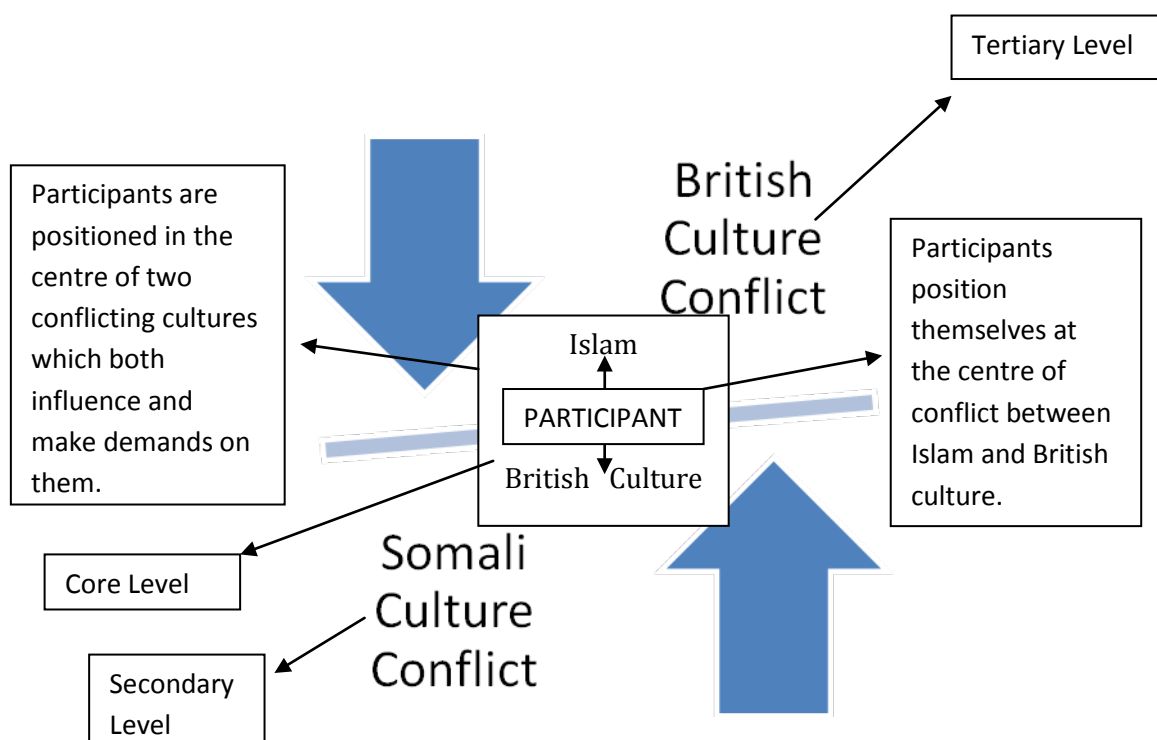 Tertiary Level
British
Culture
Conflict
Participants are
positioned in the
centre of two
conflicting cultures
which both
influence and
make demands on
them.
Islam
PARTICIPANT
British Culture
Participants
position
themselves at
the centre of
conflict between
Islam and British
culture.
Core Level
Somali
Culture
Conflict
Secondary
Level